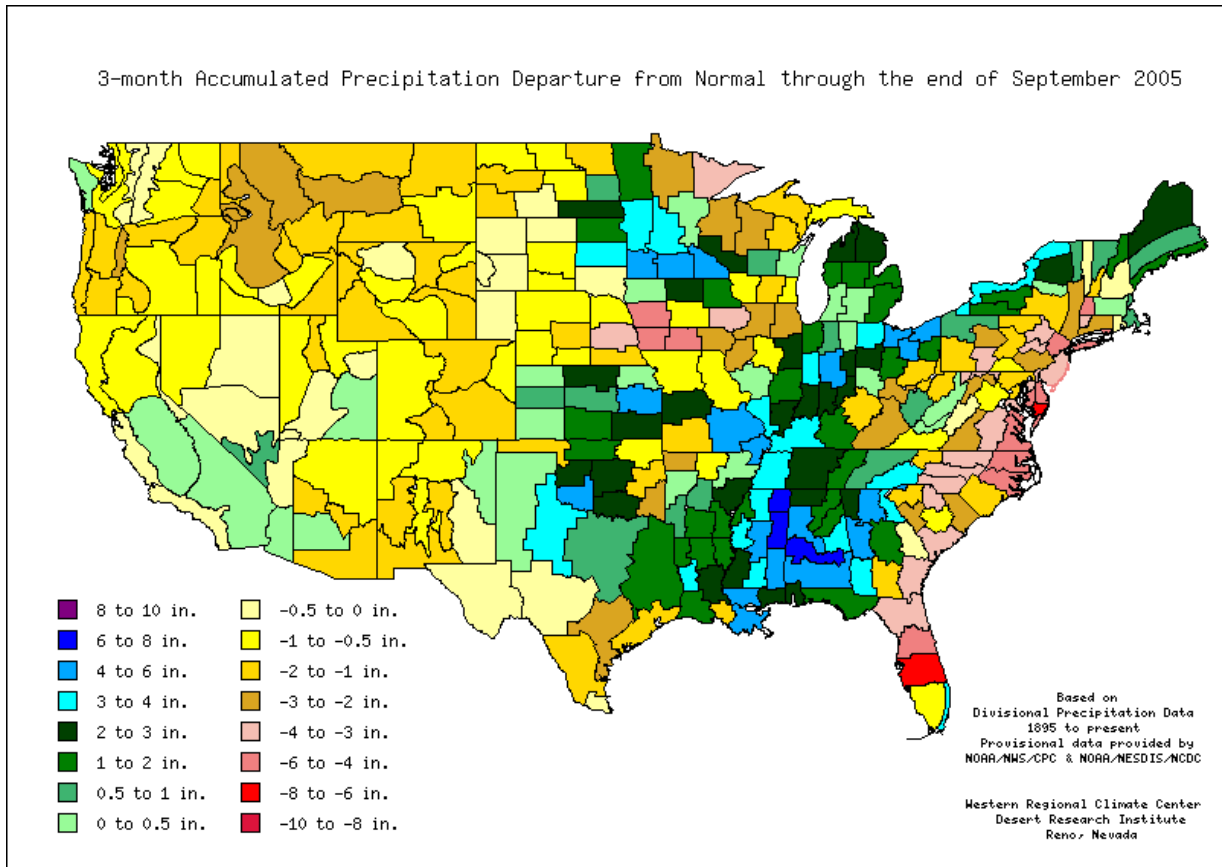 3-month Accumulated Precipitation Departure from Normal through the end of September 2005
8 to 10 in.
6 to 8 in.
4 to 6 in.
3 to 4 in.
2 to 3 in.
1 to 2 in.
0.5 to 1 in.
0 to 0.5 in.
-0.5 to 0 in.
-1 to -0.5 in.
-2 to -1 in.
-3 to -2 in.
-4 to -3 in.
-6 to -4 in.
-8 to -6 in.
-10 to -8 in.
Based on
Divisional Precipitation Data
1895 to present
Provisional data provided by
NOAA/NWS/CPC & NOAA/NESDIS/NCDC
Western Regional Climate Center
Desert Research Institute
Reno, Nevada